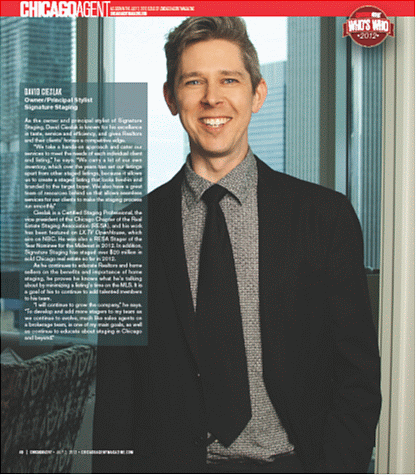 CHICAGOAGENT
CHICAGOAGENTMAGAZINE.COM
WHO'S WHO
2012
DAVID CIESLAK
Owner/Principal Stylist
Signature Staging
As the owner and principal stylist of Signature
Staging, David Cieslak is known for his excellence
in taste, service and efficiency, and gives Realtors
and their clients' homes a competitive edge.
"We take a hands-on approach and cater our
services to meet the needs of each individual client
and listing," he says. "We carry a lot of our own
inventory, which over the years has set our listings
apart from other staged listings, because it allows
us to create a staged listing that looks lived-in and
branded to the target buyer. We also have a great
team of resources behind us that allows seamless
services for our clients to make the staging process
run smoothly."
Cieslak is a Certified Staging Professional, the
vice president of the Chicago Chapter of the Real
Estate Staging Association (RESA), and his work
has been featured on LX.TV OpenHouse, which
airs on NBC. He was also a RESA Stager of the
Year Nominee for the Midwest in 2012. In addition,
Signature Staging has staged over $20 million in
sold Chicago real estate so far in 2012.
As he continues to educate Realtors and home
sellers on the benefits and importance of home
staging, he proves he knows what he's talking
about by minimizing a listing's time on the MLS. It is
a goal of his to continue to add talented members
to his team.
"I will continue to grow the company," he says.
"To develop and add more stagers to my team as
we continue to evolve, much like sales agents on
a brokerage team, is one of my main goals, as well
as continue to educate about staging in Chicago
and beyond."
CHICAGOAGENT • JULY 2, 2012 • CHICAGOAGENTMAGAZINE.COM